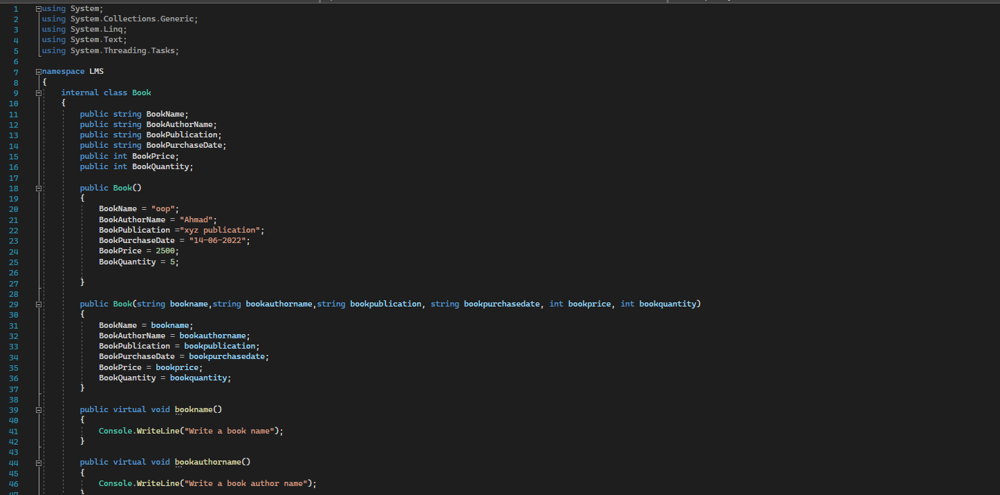 1 using System;
2 using System.Collections.Generic;
3 using System.Linq;
4 using System.Text;
5 using System.Threading.Tasks;
6
7 namespace LMS
8 {
9 internal class Book
10 {
11 public string BookName;
12 public string BookAuthorName;
13 public string BookPublication;
14 public string BookPurchaseDate;
15 public int BookPrice;
16 public int BookQuantity;
17
18 public Book()
19 {
20 BookName = "oop";
21 BookAuthorName = "Ahmad";
22 BookPublication ="xyz publication";
23 BookPurchaseDate = "14-06-2022";
24 BookPrice = 2500;
25 BookQuantity = 5;
26
27 }
28
29 public Book(string bookname,string bookauthorname,string bookpublication, string bookpurchasedate, int bookprice, int bookquantity)
30 {
31 BookName = bookname;
32 BookAuthorName = bookauthorname;
33 BookPublication = bookpublication;
34 BookPurchaseDate = bookpurchasedate;
35 BookPrice = bookprice;
36 BookQuantity = bookquantity;
37 }
38
39 public virtual void bookname()
40 {
41 Console.WriteLine("Write a book name");
42 }
43
44 public virtual void bookauthorname()
45 {
46 Console.WriteLine("Write a book author name");
47 }